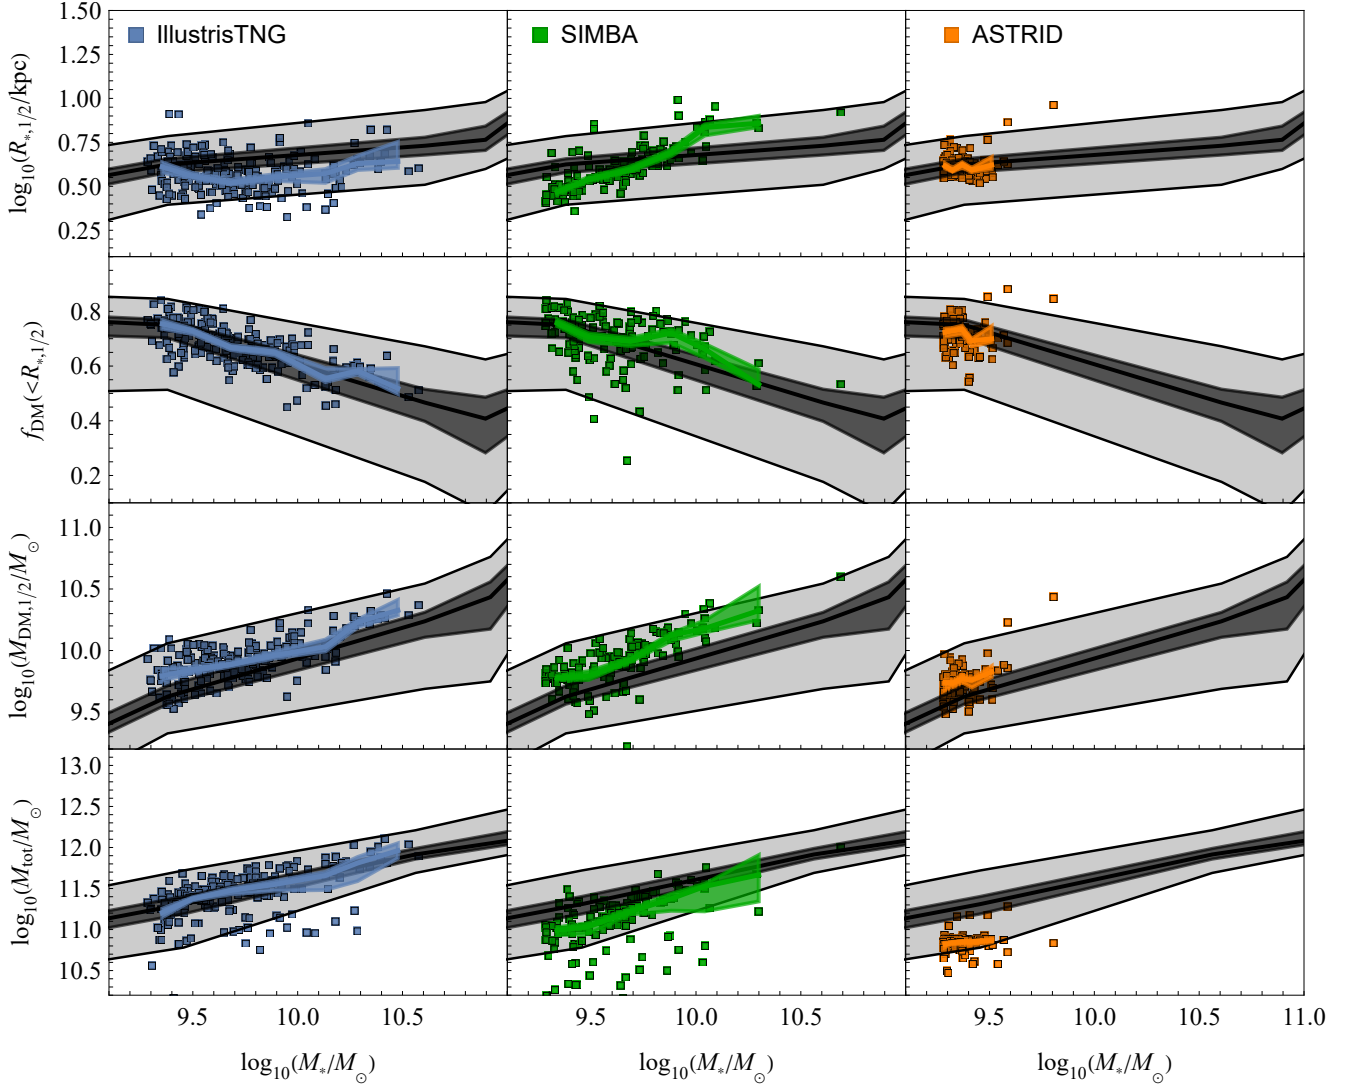 IllustrisTNG
SIMBA
ASTRID
log₁₀(R*,1/2/kpc)
1.50
1.25
1.00
0.75
0.50
0.25
f_DM(<R*,1/2)
0.8
0.6
0.4
0.2
log₁₀(M_DM,1/2/M⊙)
11.0
10.5
10.0
9.5
log₁₀(M_tot/M⊙)
13.0
12.5
12.0
11.5
11.0
10.5
9.5 10.0 10.5 9.5 10.0 10.5 9.5 10.0 10.5 11.0
log₁₀(M*/M⊙) log₁₀(M*/M⊙) log₁₀(M*/M⊙)